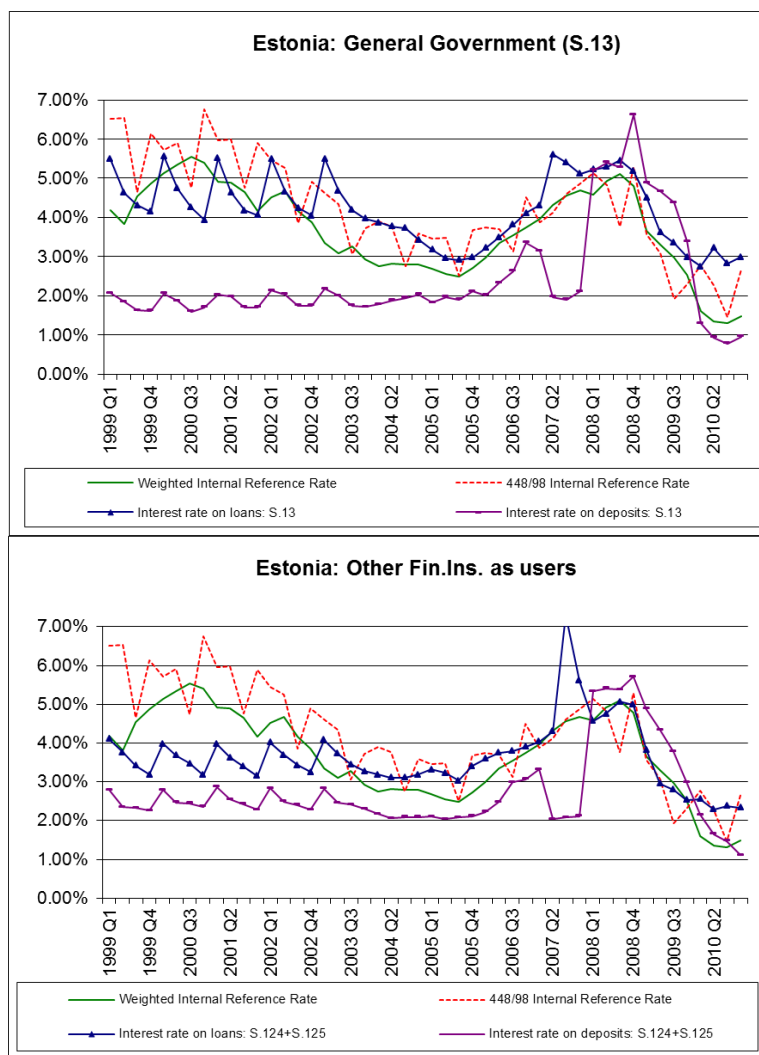 Estonia: General Government (S.13)
7.00%
6.00%
5.00%
4.00%
3.00%
2.00%
1.00%
0.00%
1999 Q1
1999 Q4
2000 Q3
2001 Q2
2002 Q1
2002 Q4
2003 Q3
2004 Q2
2005 Q1
2005 Q4
2006 Q3
2007 Q2
2008 Q1
2008 Q4
2009 Q3
2010 Q2
Weighted Internal Reference Rate
448/98 Internal Reference Rate
Interest rate on loans: S.13
Interest rate on deposits: S.13
Estonia: Other Fin.Ins. as users
7.00%
6.00%
5.00%
4.00%
3.00%
2.00%
1.00%
0.00%
1999 Q1
1999 Q4
2000 Q3
2001 Q2
2002 Q1
2002 Q4
2003 Q3
2004 Q2
2005 Q1
2005 Q4
2006 Q3
2007 Q2
2008 Q1
2008 Q4
2009 Q3
2010 Q2
Weighted Internal Reference Rate
448/98 Internal Reference Rate
Interest rate on loans: S.124+S.125
Interest rate on deposits: S.124+S.125